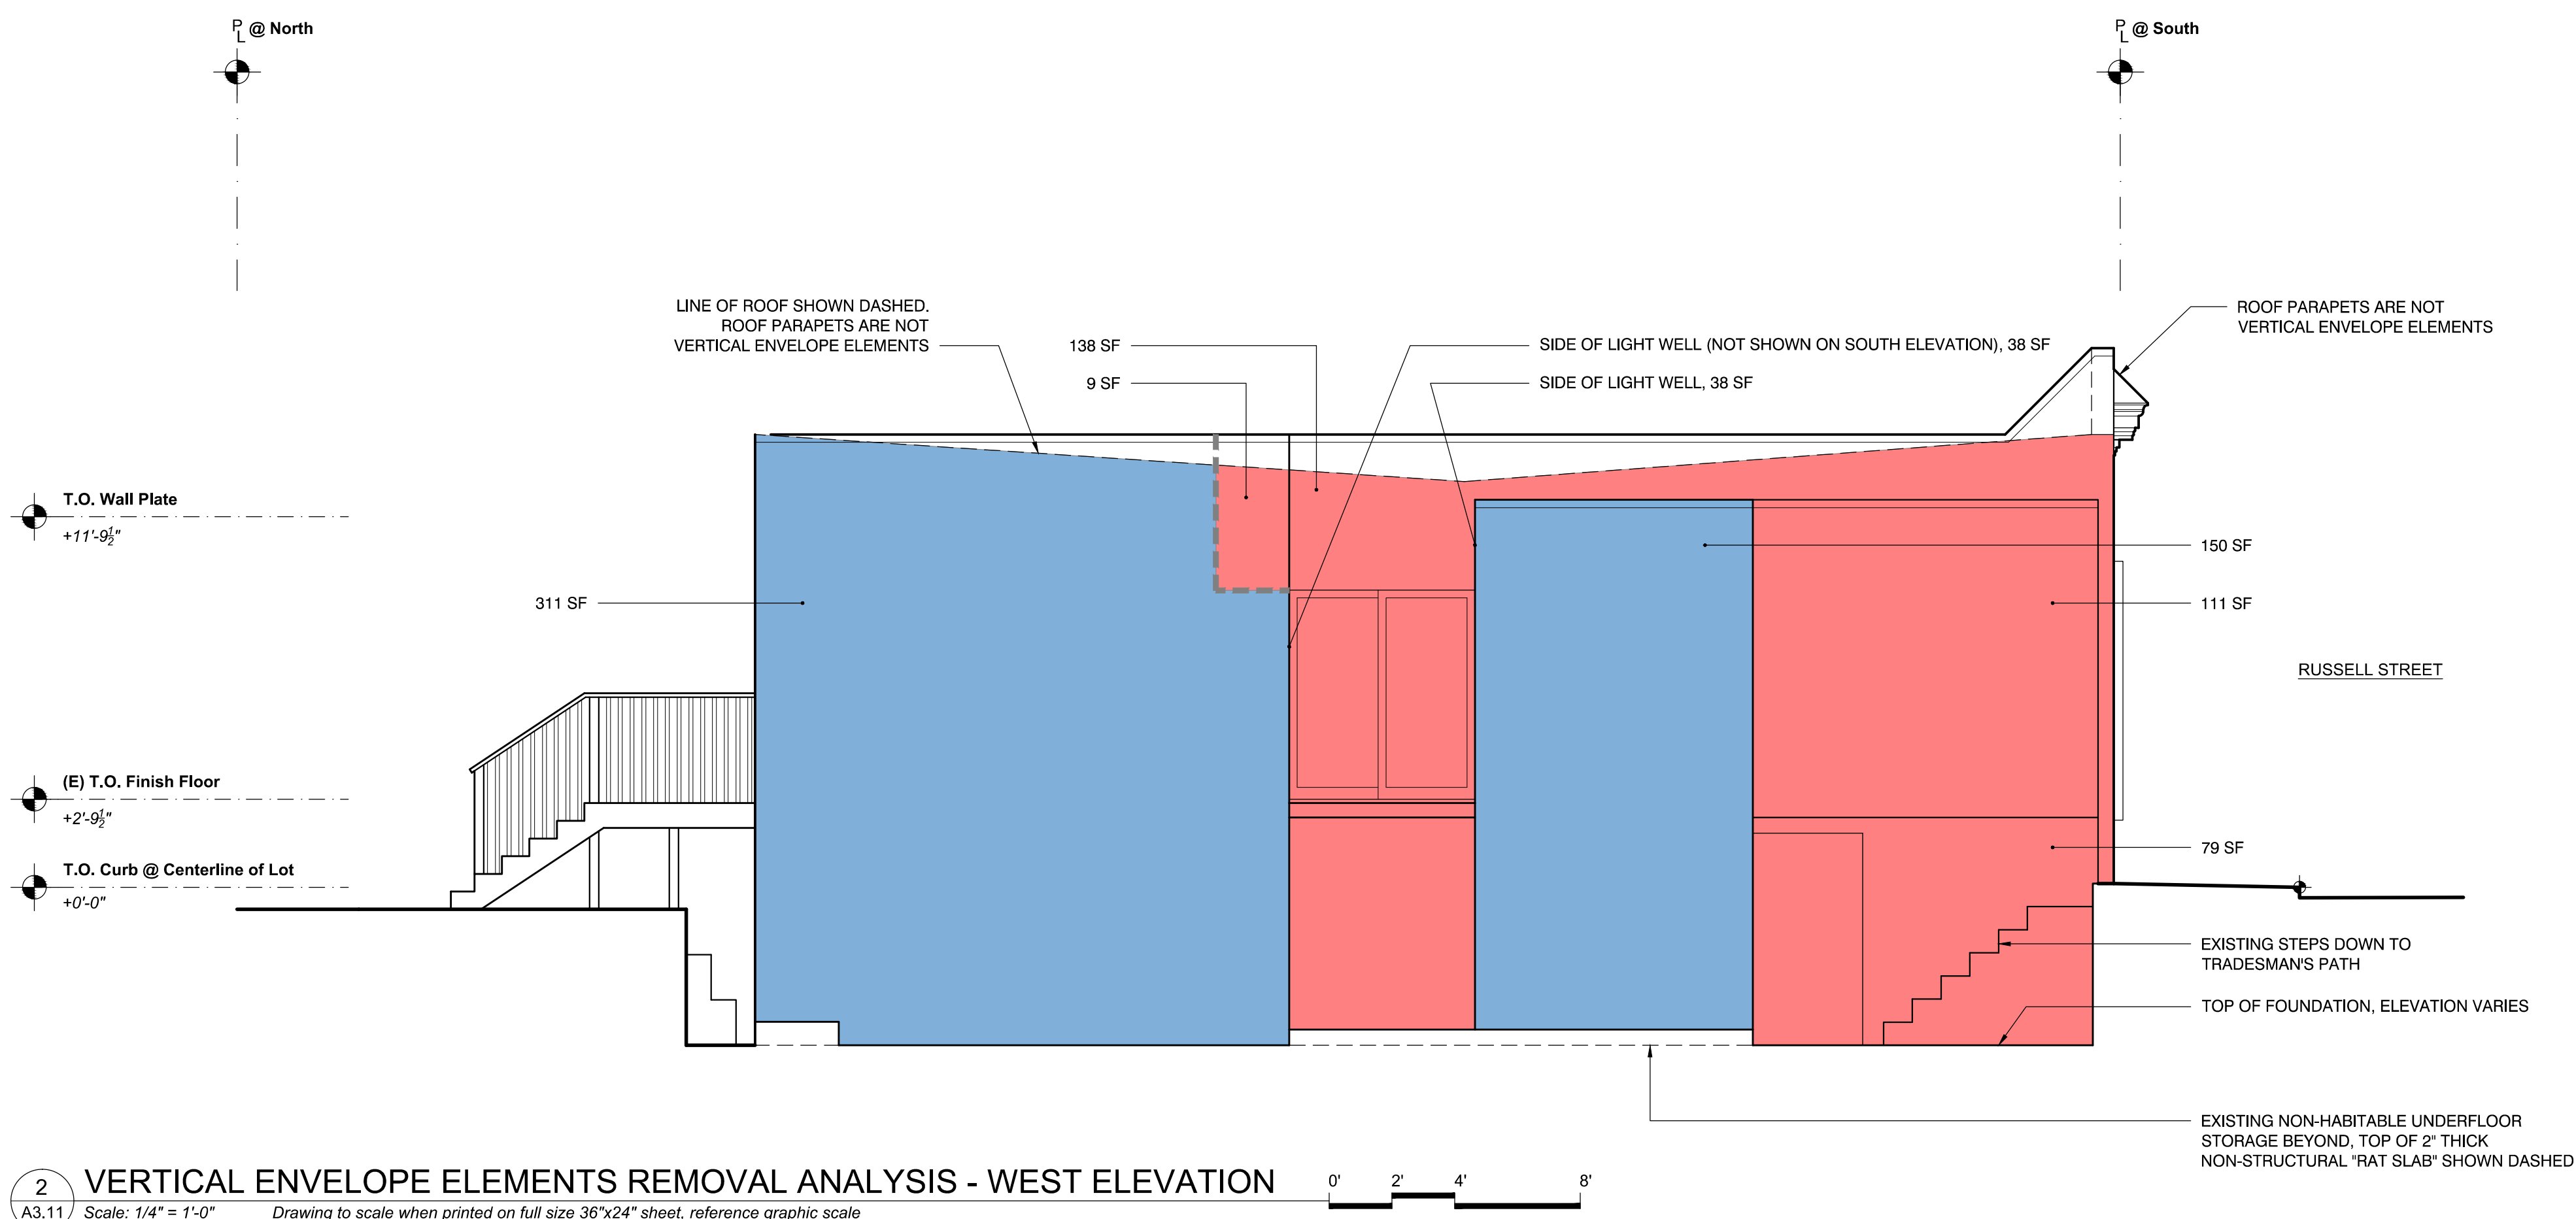 PL @ North
PL @ South
LINE OF ROOF SHOWN DASHED.
ROOF PARAPETS ARE NOT
VERTICAL ENVELOPE ELEMENTS
138 SF
9 SF
SIDE OF LIGHT WELL (NOT SHOWN ON SOUTH ELEVATION), 38 SF
SIDE OF LIGHT WELL, 38 SF
ROOF PARAPETS ARE NOT
VERTICAL ENVELOPE ELEMENTS
T.O. Wall Plate
+11'-9½"
311 SF
150 SF
111 SF
RUSSELL STREET
(E) T.O. Finish Floor
+2'-9½"
T.O. Curb @ Centerline of Lot
+0'-0"
79 SF
EXISTING STEPS DOWN TO
TRADESMAN'S PATH
TOP OF FOUNDATION, ELEVATION VARIES
EXISTING NON-HABITABLE UNDERFLOOR
STORAGE BEYOND, TOP OF 2" THICK
NON-STRUCTURAL "RAT SLAB" SHOWN DASHED
2
A3.11
VERTICAL ENVELOPE ELEMENTS REMOVAL ANALYSIS - WEST ELEVATION
Scale: 1/4" = 1'-0"
Drawing to scale when printed on full size 36"x24" sheet, reference graphic scale
0' 2' 4' 8'